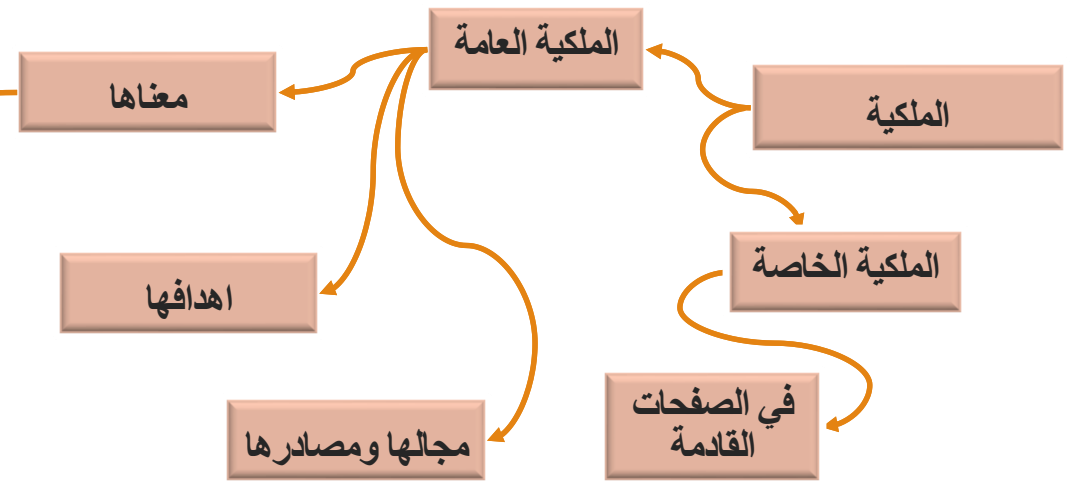 الملكية
الملكية العامة
معناها
اهدافها
مجالها ومصادرها
الملكية الخاصة
في الصفحات
القادمة